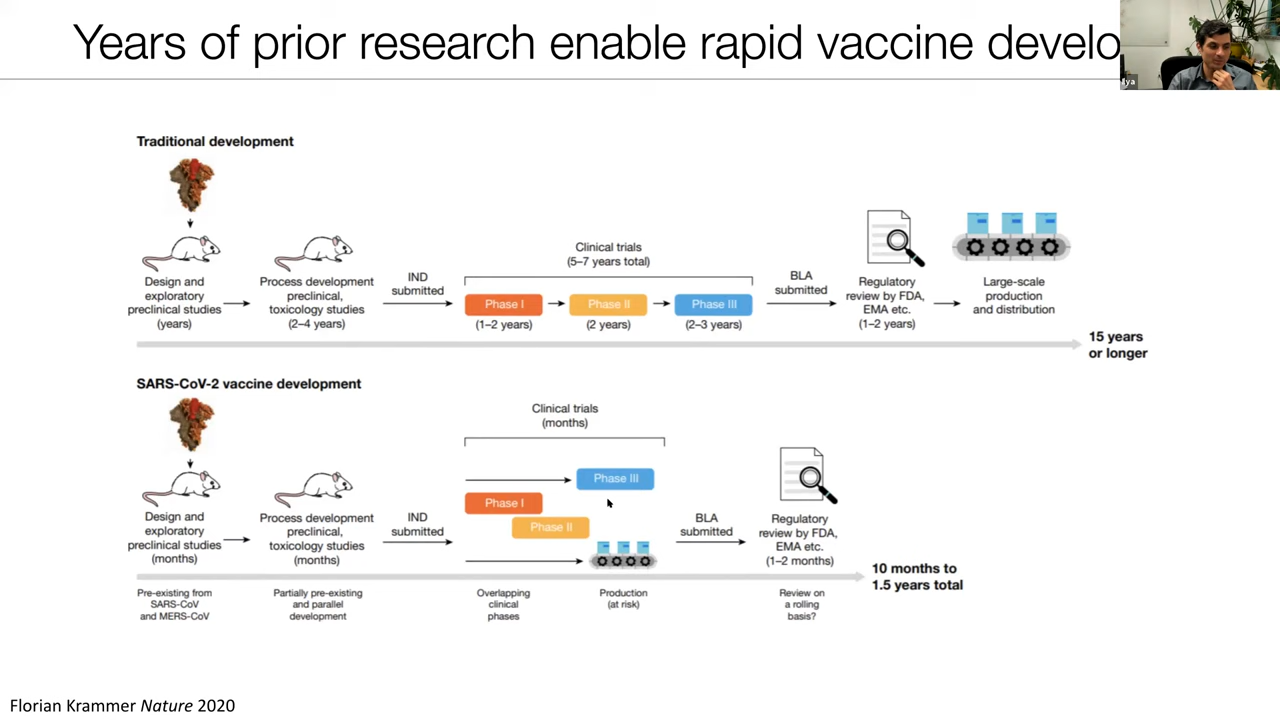 Years of prior research enable rapid vaccine develo
Ilya
Traditional development
Clinical trials
(5–7 years total)
IND
submitted
BLA
submitted
Design and
exploratory
preclinical studies
(years)
Process development
preclinical,
toxicology studies
(2–4 years)
Phase I
Phase II
Phase III
(1–2 years)
(2 years)
(2–3 years)
Regulatory
review by FDA,
EMA etc.
(1–2 years)
Large-scale
production
and distribution
15 years
or longer
SARS-CoV-2 vaccine development
Clinical trials
(months)
Design and
exploratory
preclinical studies
(months)
Process development
preclinical,
toxicology studies
(months)
IND
submitted
Phase III
Phase I
Phase II
BLA
submitted
Regulatory
review by FDA,
EMA etc.
(1–2 months)
10 months to
1.5 years total
Pre-existing from
SARS-CoV
and MERS-CoV
Partially pre-existing
and parallel
development
Overlapping
clinical
phases
Production
(at risk)
Review on
a rolling
basis?
Florian Krammer Nature 2020